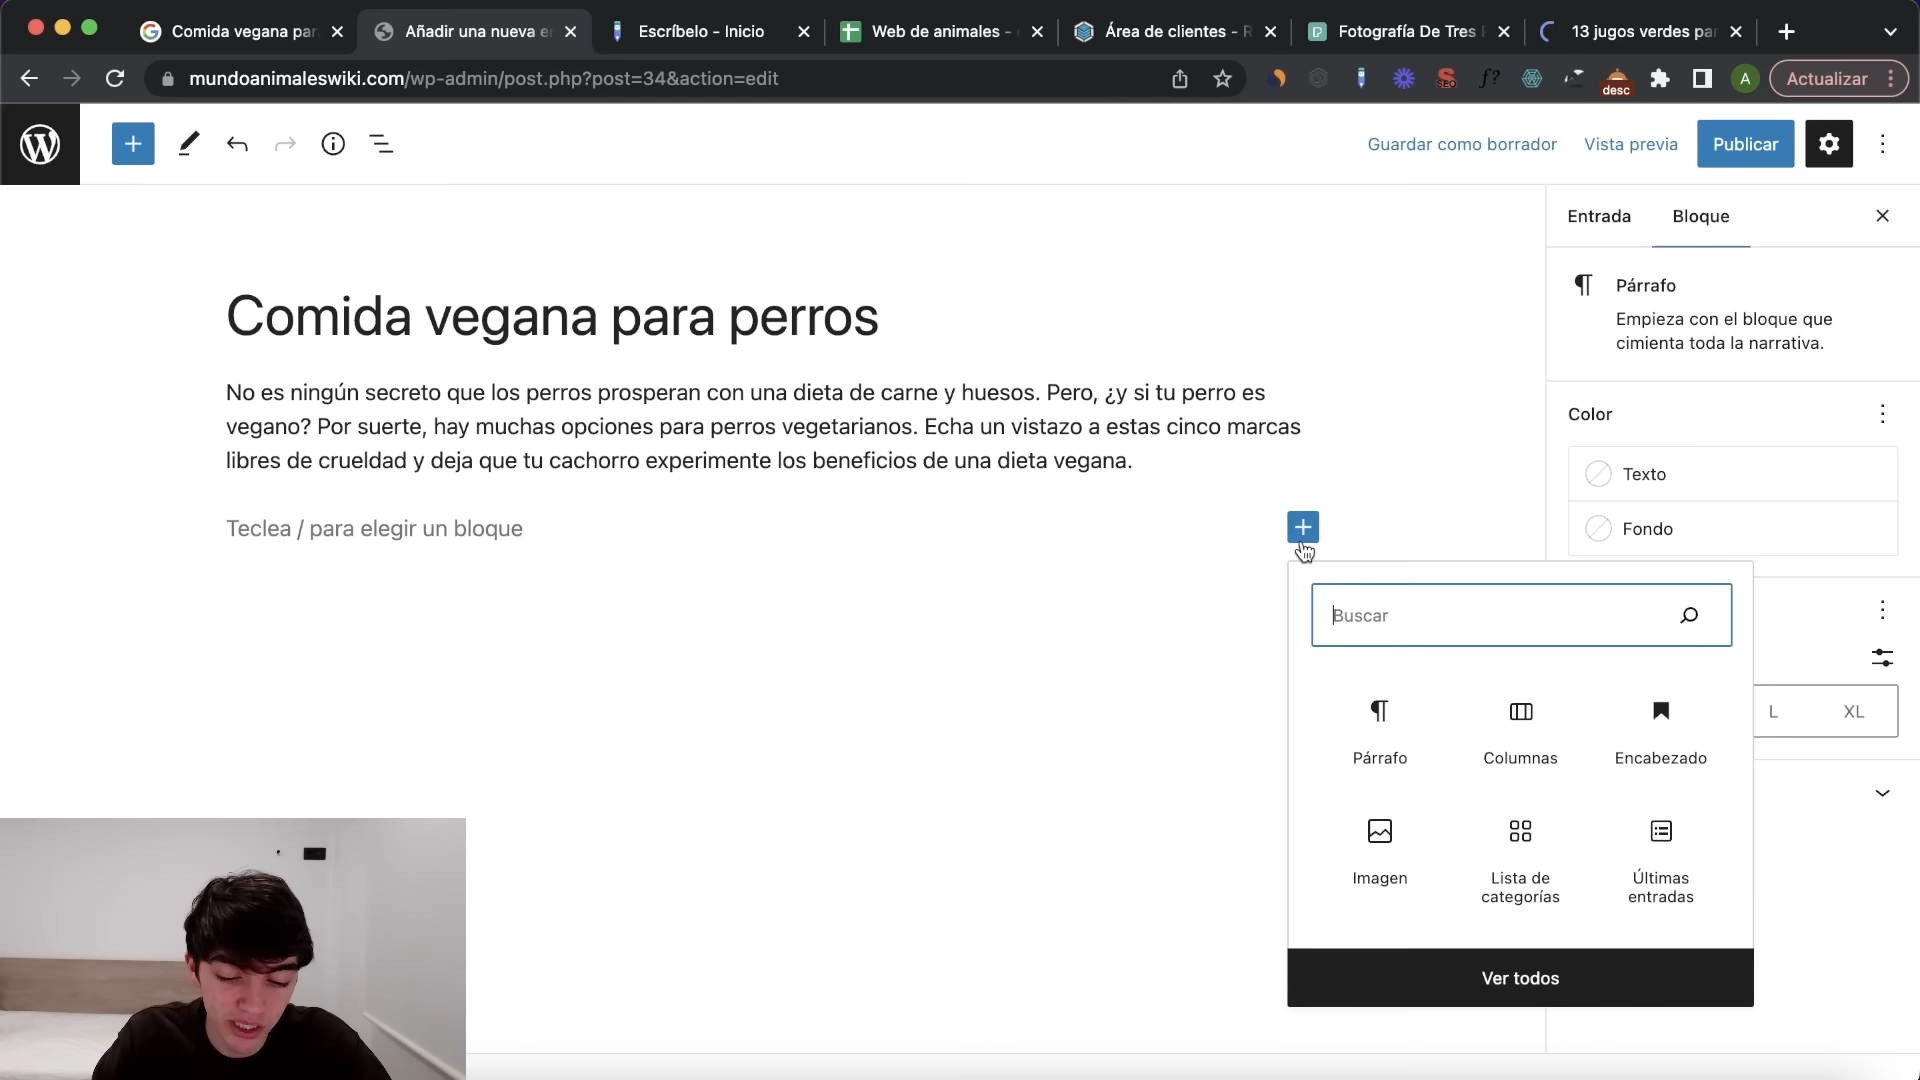 Comida vegana par
Añadir una nueva e
Escríbelo - Inicio
Web de animales -
Área de clientes - R
Fotografía De Tres P
13 jugos verdes pa
mundoanimaleswiki.com/wp-admin/post.php?post=34&action=edit
SEO
f?
desc
A
Actualizar
Guardar como borrador
Vista previa
Publicar
Entrada
Bloque
Párrafo
Empieza con el bloque que
cimienta toda la narrativa.
Color
Texto
Fondo
L
XL
Comida vegana para perros
No es ningún secreto que los perros prosperan con una dieta de carne y huesos. Pero, ¿y si tu perro es
vegano? Por suerte, hay muchas opciones para perros vegetarianos. Echa un vistazo a estas cinco marcas
libres de crueldad y deja que tu cachorro experimente los beneficios de una dieta vegana.
Teclea / para elegir un bloque
Buscar
Párrafo
Columnas
Encabezado
Imagen
Lista de
categorías
Últimas
entradas
Ver todos